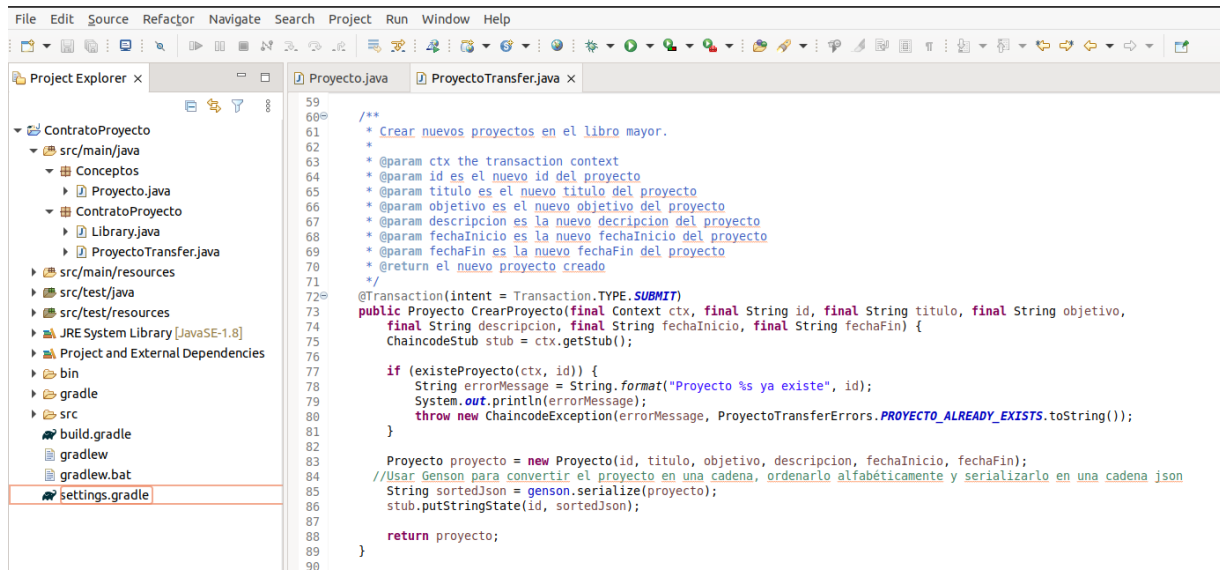 File Edit Source Refactor Navigate Search Project Run Window Help
Project Explorer
Proyecto.java
ProyectoTransfer.java
ContratoProyecto
src/main/java
Conceptos
Proyecto.java
ContratoProyecto
Library.java
ProyectoTransfer.java
src/main/resources
src/test/java
src/test/resources
JRE System Library [JavaSE-1.8]
Project and External Dependencies
bin
gradle
src
build.gradle
gradlew
gradlew.bat
settings.gradle
59
60 /**
61 * Crear nuevos proyectos en el libro mayor.
62 *
63 * @param ctx the transaction context
64 * @param id es el nuevo id del proyecto
65 * @param titulo es el nuevo titulo del proyecto
66 * @param objetivo es el nuevo objetivo del proyecto
67 * @param descripcion es la nuevo decripcion del proyecto
68 * @param fechaInicio es la nuevo fechaInicio del proyecto
69 * @param fechaFin es la nuevo fechaFin del proyecto
70 * @return el nuevo proyecto creado
71 */
72 @Transaction(intent = Transaction.TYPE.SUBMIT)
73 public Proyecto CrearProyecto(final Context ctx, final String id, final String titulo, final String objetivo,
74 final String descripcion, final String fechaInicio, final String fechaFin) {
75 ChaincodeStub stub = ctx.getStub();
76
77 if (existeProyecto(ctx, id)) {
78 String errorMessage = String.format("Proyecto %s ya existe", id);
79 System.out.println(errorMessage);
80 throw new ChaincodeException(errorMessage, ProyectoTransferErrors.PROYECTO_ALREADY_EXISTS.toString());
81 }
82
83 Proyecto proyecto = new Proyecto(id, titulo, objetivo, descripcion, fechaInicio, fechaFin);
84 //Usar Genson para convertir el proyecto en una cadena, ordenarlo alfabéticamente y serializarlo en una cadena json
85 String sortedJson = genson.serialize(proyecto);
86 stub.putStringState(id, sortedJson);
87
88 return proyecto;
89 }
90